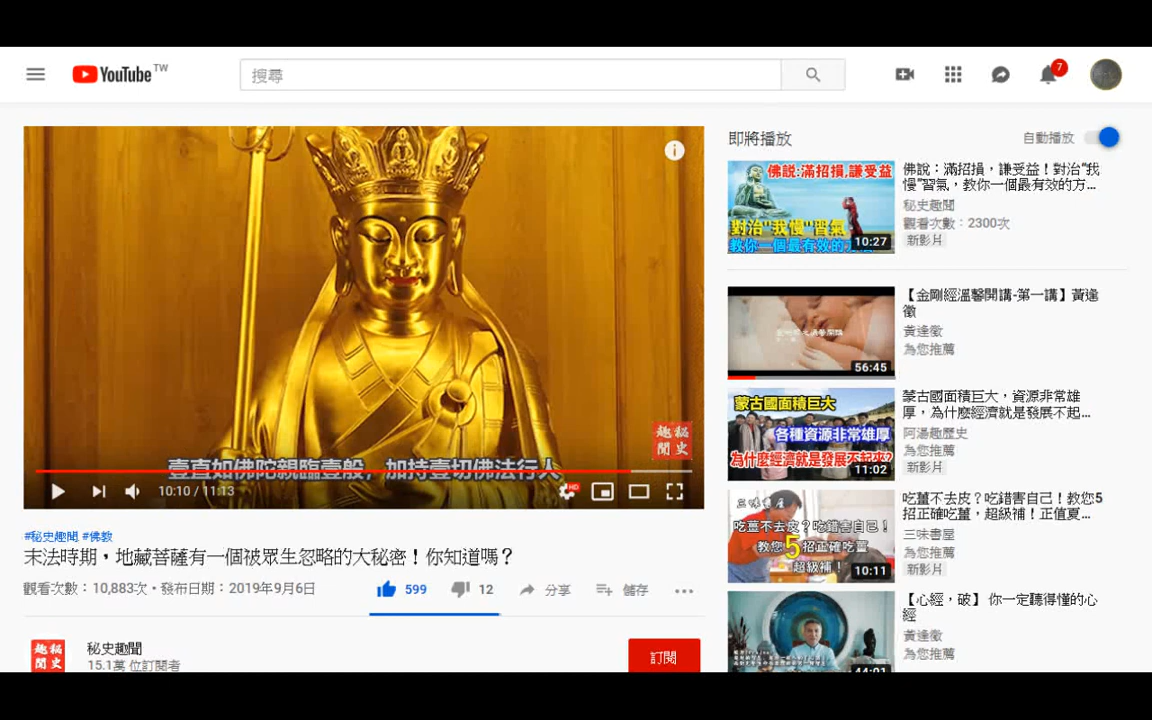 YouTube TW
搜尋
7
趣秘
聞史
壹直如佛陀親臨壹般，加持壹切佛法行人
10:10 / 11:13
HD
#秘史趣聞 #佛教
末法時期，地藏菩薩有一個被眾生忽略的大秘密！你知道嗎？
觀看次數：10,883次 • 發布日期：2019年9月6日
599
12
分享
儲存
趣秘
聞史
秘史趣聞
15.1萬 位訂閱者
訂閱
即將播放
自動播放
佛說:滿招損,謙受益
對治"我慢"習氣
10:27
佛說：滿招損，謙受益！對治“我
慢”習氣，教你一個最有效的方...
秘史趣聞
觀看次數：2300次
新影片
56:45
【金剛經溫馨開講-第一講】黃逢
徽
黃逢徽
為您推薦
蒙古國面積巨大
各種資源非常雄厚
為什麼經濟就是發展不起來?
11:02
蒙古國面積巨大，資源非常雄
厚，為什麼經濟就是發展不起...
阿湯趣歷史
為您推薦
新影片
三味書屋
吃薑不去皮？吃錯害自己！
教您5招正確吃薑
超級補！
10:11
吃薑不去皮？吃錯害自己！教您5
招正確吃薑，超級補！正值夏...
三味書屋
為您推薦
新影片
44:01
【心經，破】 你一定聽得懂的心
經
黃逢徽
為您推薦